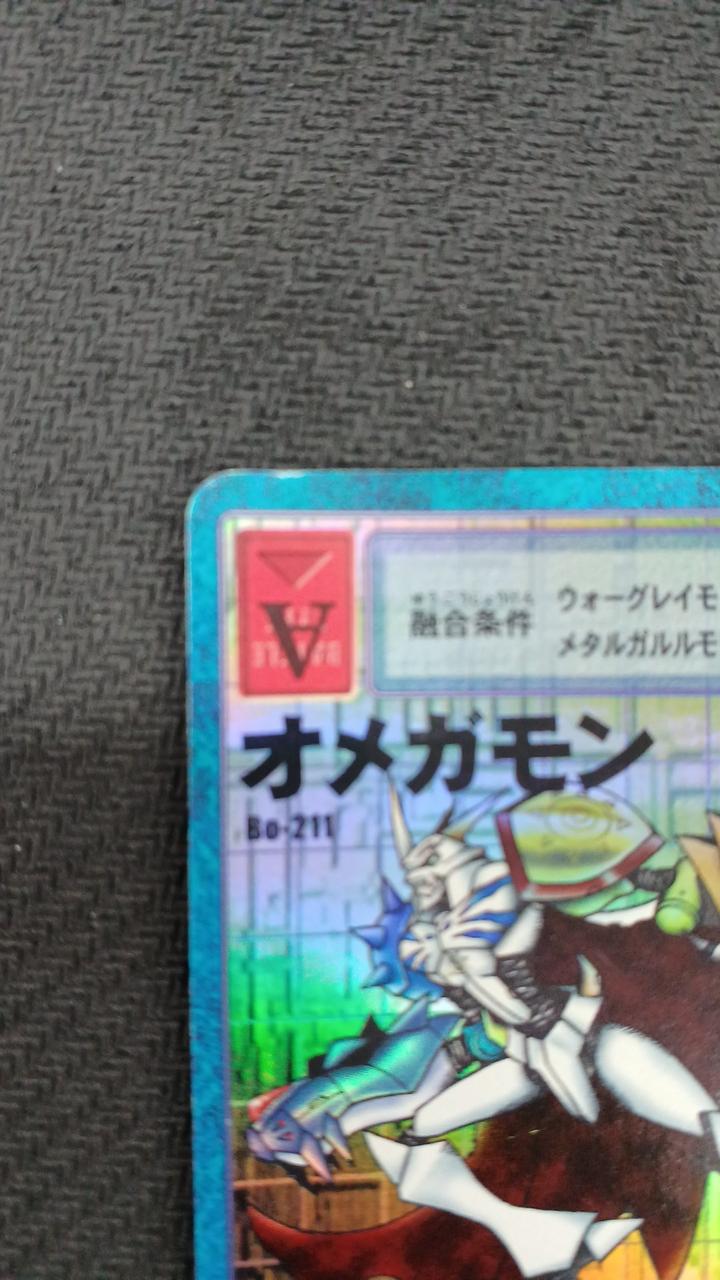 A
融合条件
ウォーグレイモ
メタルガルルモ
オメガモン
Bo-211